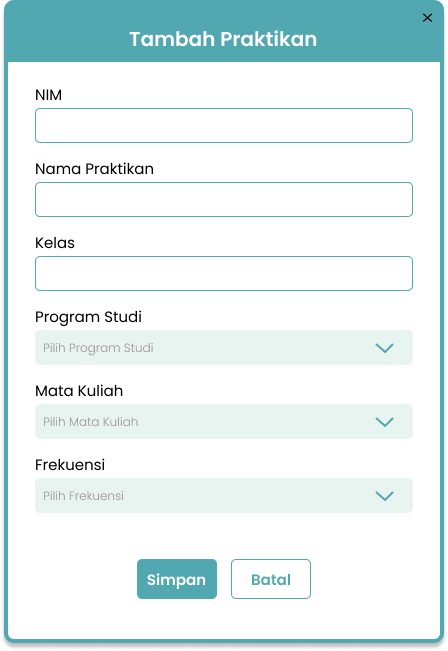 Tambah Praktikan
NIM
Nama Praktikan
Kelas
Program Studi
Pilih Program Studi
Mata Kuliah
Pilih Mata Kuliah
Frekuensi
Pilih Frekuensi
Simpan Batal